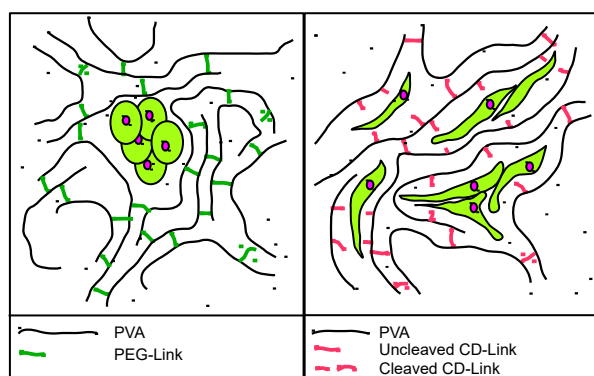 PVA
PEG-Link
PVA
Uncleaved CD-Link
Cleaved CD-Link